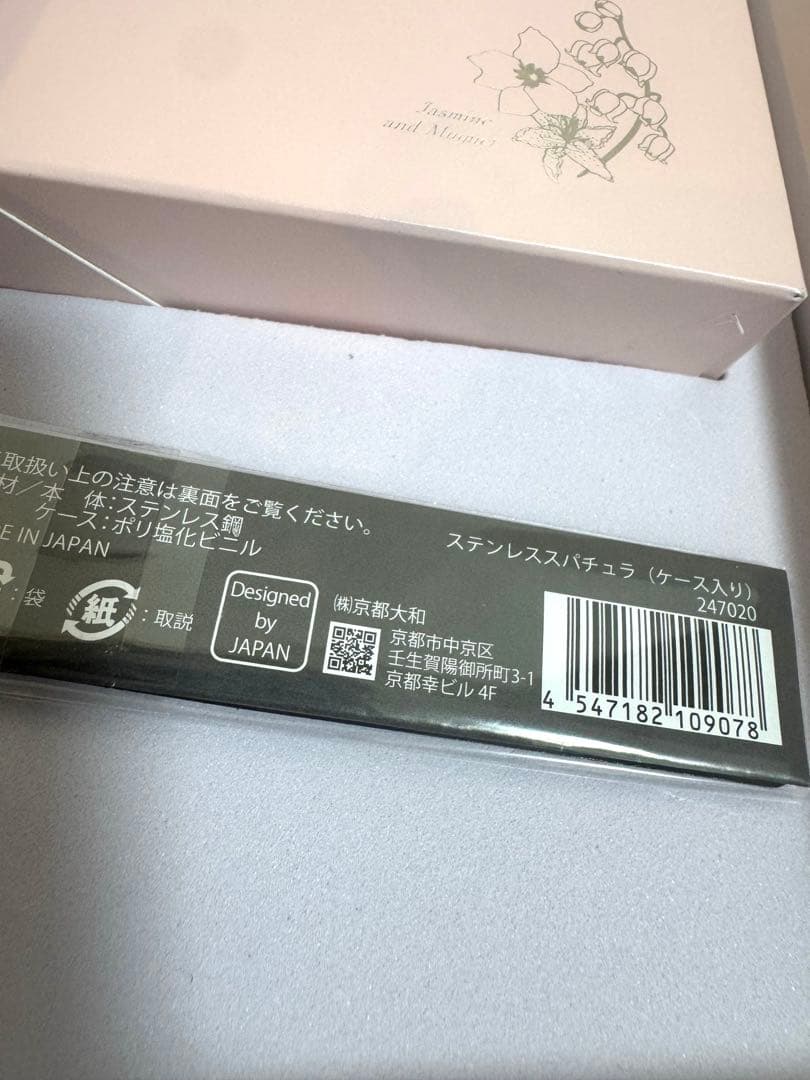 Jasmine
and Muguet
取扱い上の注意は裏面をご覧ください。
材／本 体：ステンレス鋼
ケース：ポリ塩化ビニル
E IN JAPAN
：袋
紙
：取説
Designed
by
JAPAN
㈱京都大和
京都市中京区
壬生賀陽御所町3-1
京都幸ビル 4F
ステンレススパチュラ（ケース入り）
247020
4 547182 109078